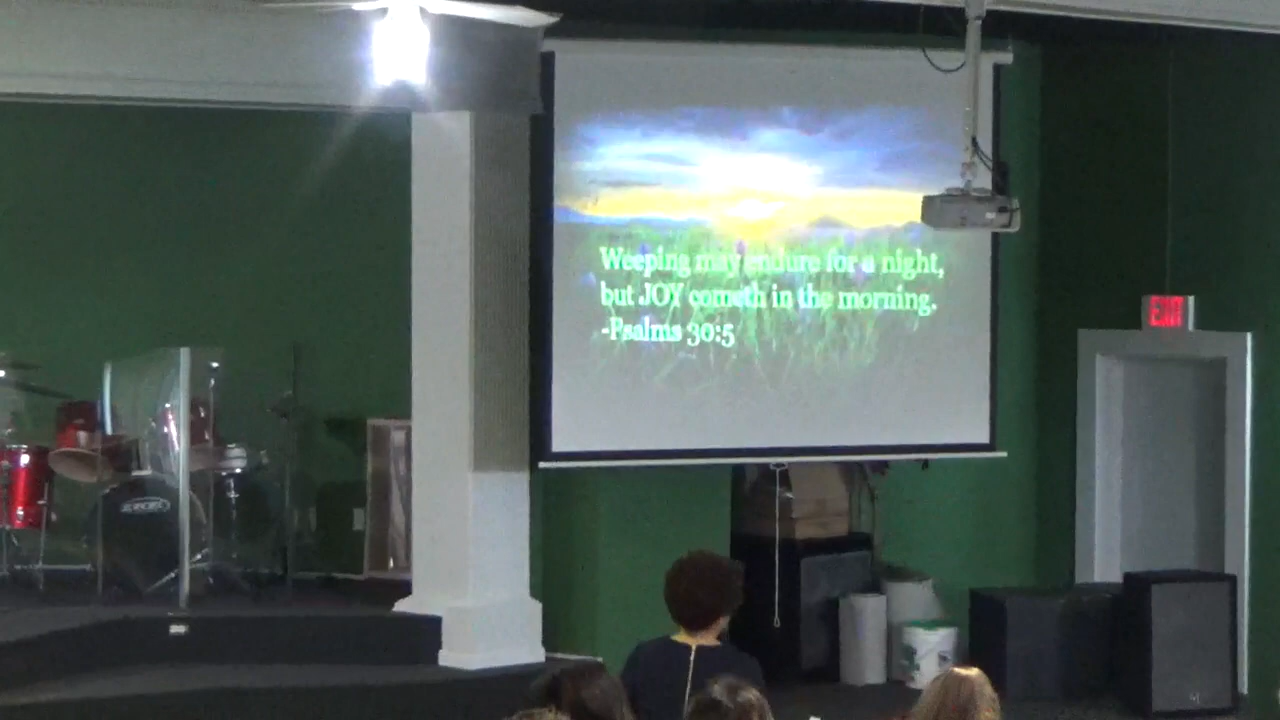 Weeping may endure for a night,
but JOY cometh in the morning.
-Psalms 30:5
EXIT